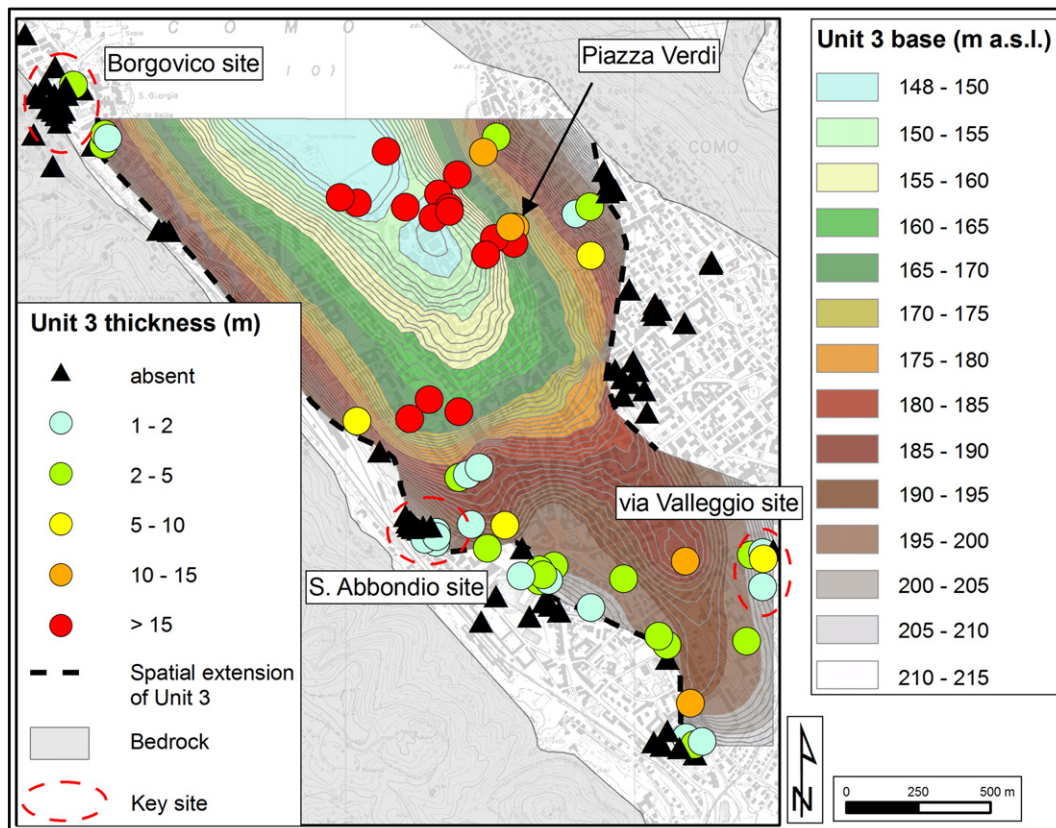 C O M O
Borgovico site
S. Giorgio
Piazza Verdi
COMO
via Valleggio site
S. Abbondio site
Unit 3 thickness (m)
absent
1 - 2
2 - 5
5 - 10
10 - 15
> 15
Spatial extension
of Unit 3
Bedrock
Key site
Unit 3 base (m a.s.l.)
148 - 150
150 - 155
155 - 160
160 - 165
165 - 170
170 - 175
175 - 180
180 - 185
185 - 190
190 - 195
195 - 200
200 - 205
205 - 210
210 - 215
N
0 250 500 m